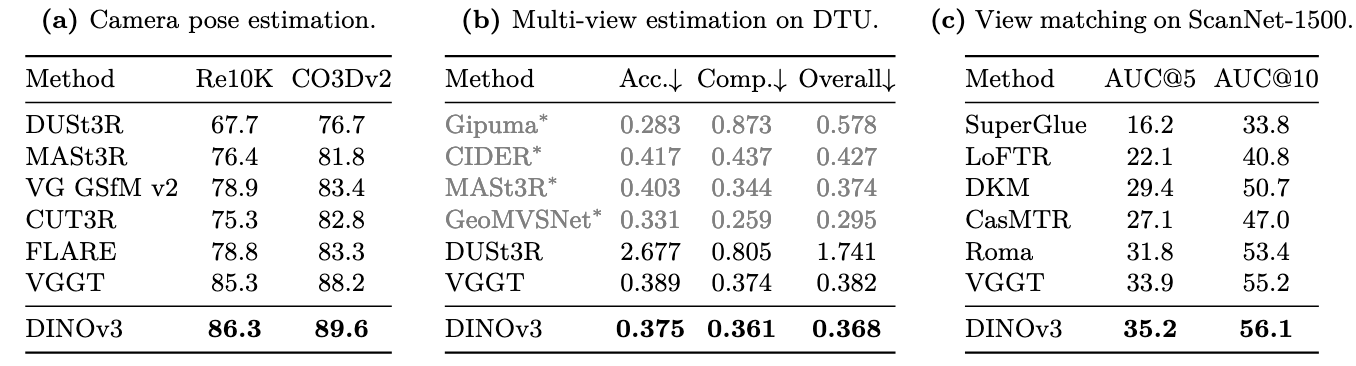 (a) Camera pose estimation.
Method Re10K CO3Dv2
DUSt3R 67.7 76.7
MASt3R 76.4 81.8
VG GSfM v2 78.9 83.4
CUT3R 75.3 82.8
FLARE 78.8 83.3
VGGT 85.3 88.2
DINOv3 86.3 89.6
(b) Multi-view estimation on DTU.
Method Acc.↓ Comp.↓ Overall↓
Gipuma* 0.283 0.873 0.578
CIDER* 0.417 0.437 0.427
MASt3R* 0.403 0.344 0.374
GeoMVSNet* 0.331 0.259 0.295
DUSt3R 2.677 0.805 1.741
VGGT 0.389 0.374 0.382
DINOv3 0.375 0.361 0.368
(c) View matching on ScanNet-1500.
Method AUC@5 AUC@10
SuperGlue 16.2 33.8
LoFTR 22.1 40.8
DKM 29.4 50.7
CasMTR 27.1 47.0
Roma 31.8 53.4
VGGT 33.9 55.2
DINOv3 35.2 56.1